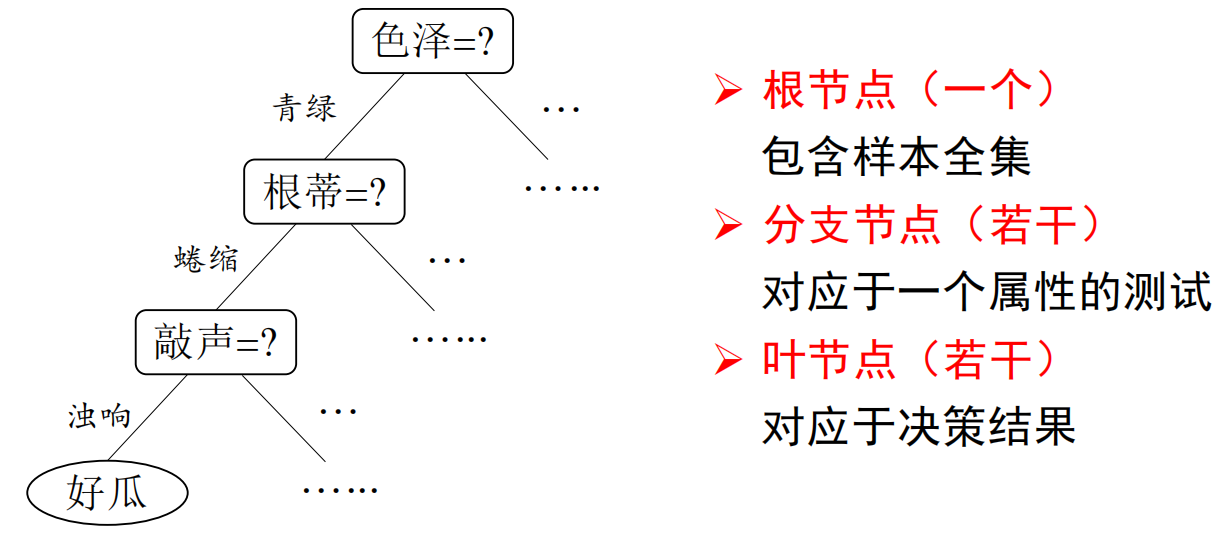 色泽=?
青绿
…
根蒂=?
…...
蜷缩
…
敲声=?
…...
浊响
…
好瓜
…...
➢ 根节点（一个）
包含样本全集
➢ 分支节点（若干）
对应于一个属性的测试
➢ 叶节点（若干）
对应于决策结果